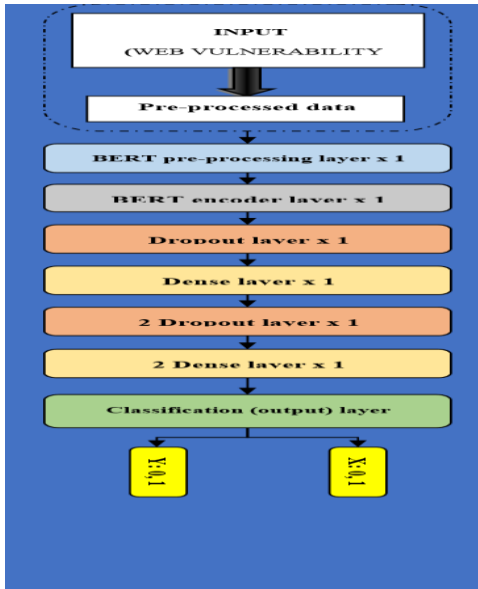 INPUT
(WEB VULNERABILITY
Pre-processed data
BERT pre-processing layer x 1
BERT encoder layer x 1
Dropout layer x 1
Dense layer x 1
2 Dropout layer x 1
2 Dense layer x 1
Classification (output) layer
Y: 0,1
X: 0,1